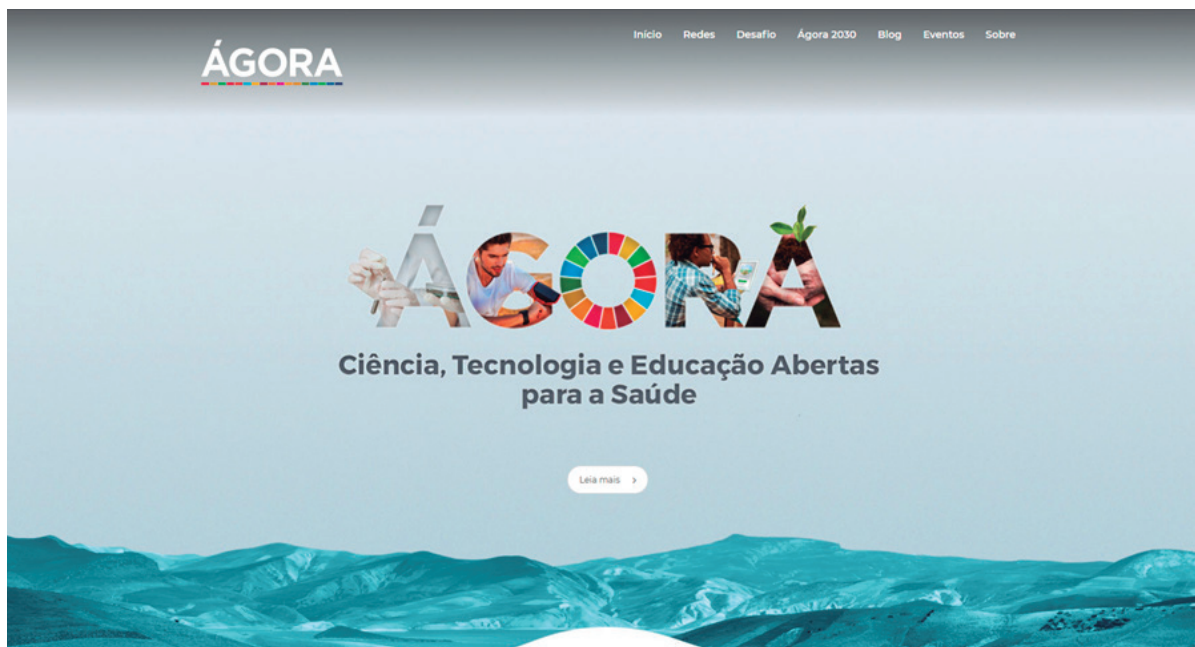 ÁGORA
Início Redes Desafio Ágora 2030 Blog Eventos Sobre
ÁGORA
Ciência, Tecnologia e Educação Abertas
para a Saúde
Leia mais >